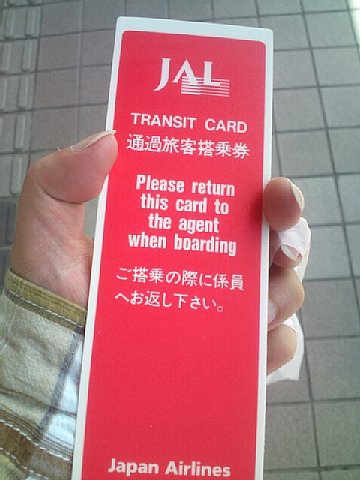 JAL
TRANSIT CARD
通過旅客搭乗券
Please return
this card to
the agent
when boarding
ご搭乗の際に係員
へお返し下さい。
Japan Airlines